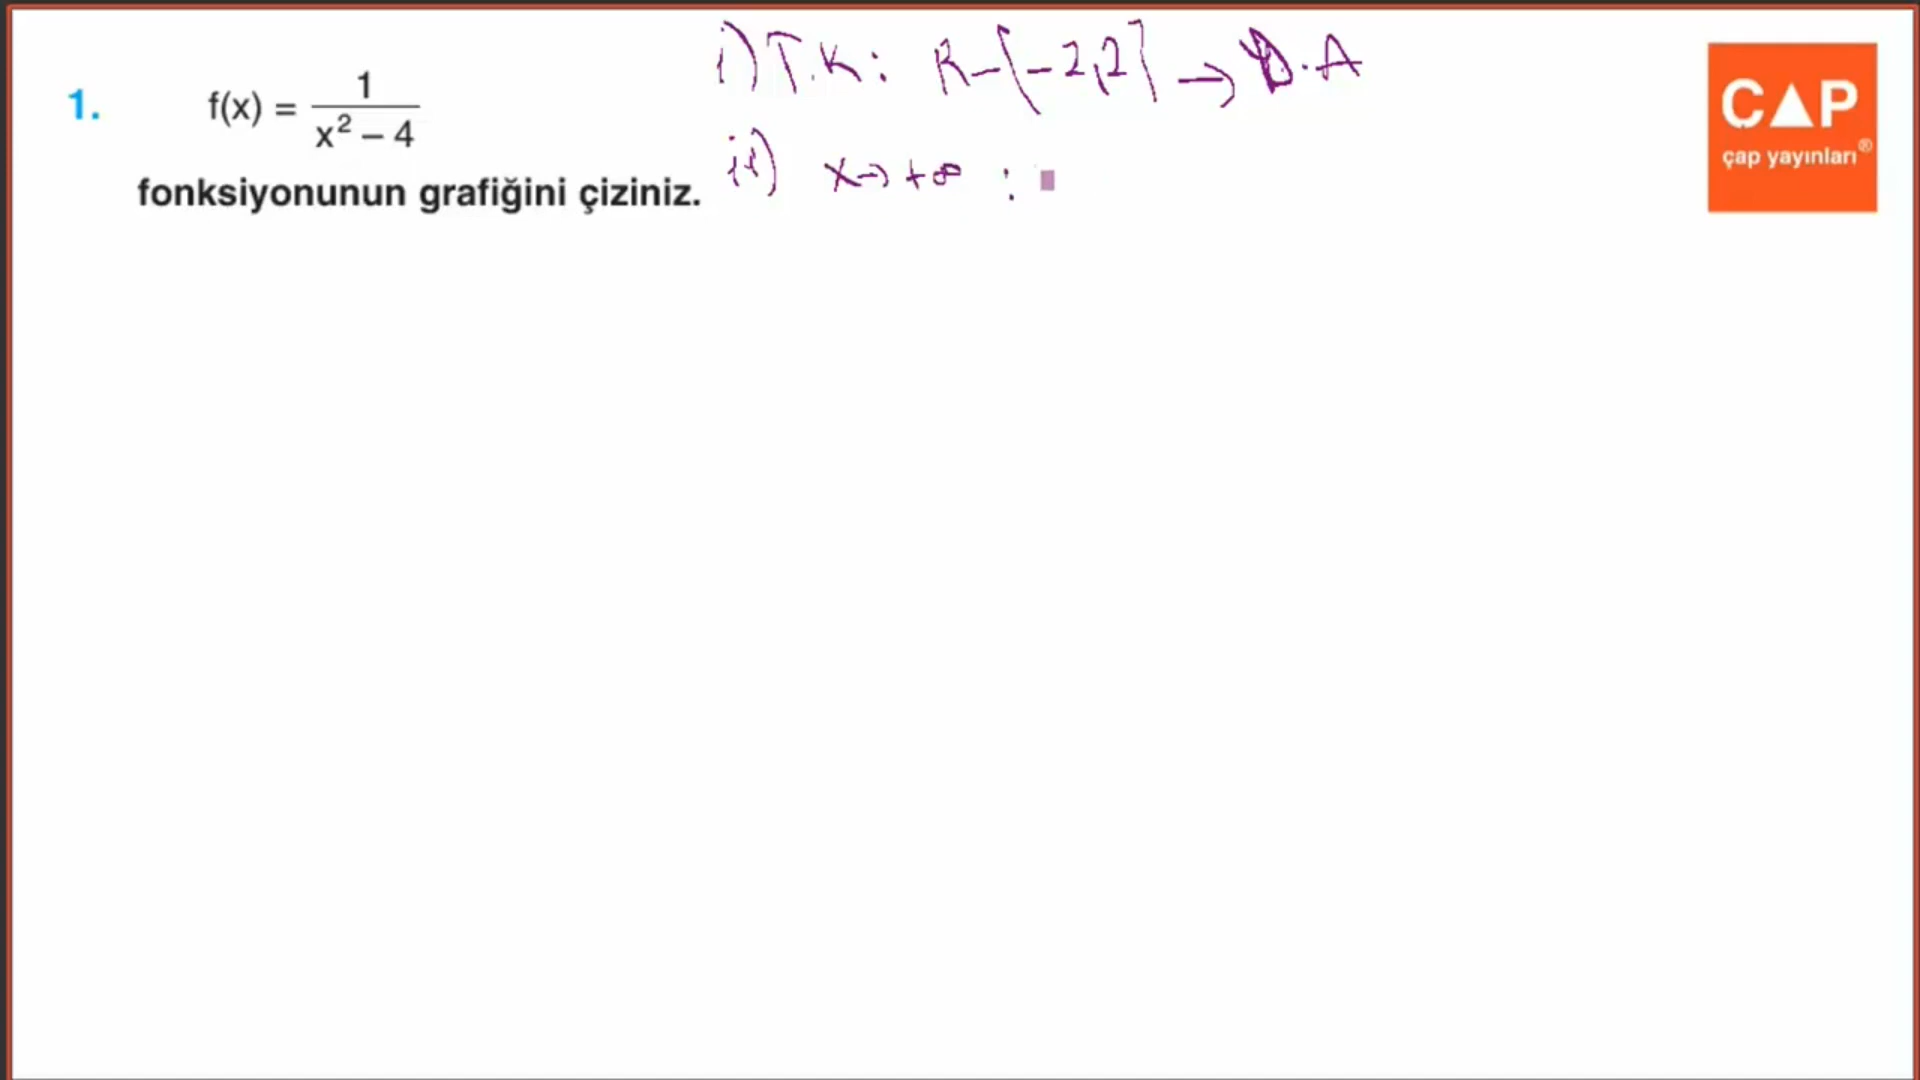 i) T.K: R-{-2,2} → D.A
1. f(x) = 1 / (x² – 4)
ii) x→+∞ :
fonksiyonunun grafiğini çiziniz.
ÇAP
çap yayınları®